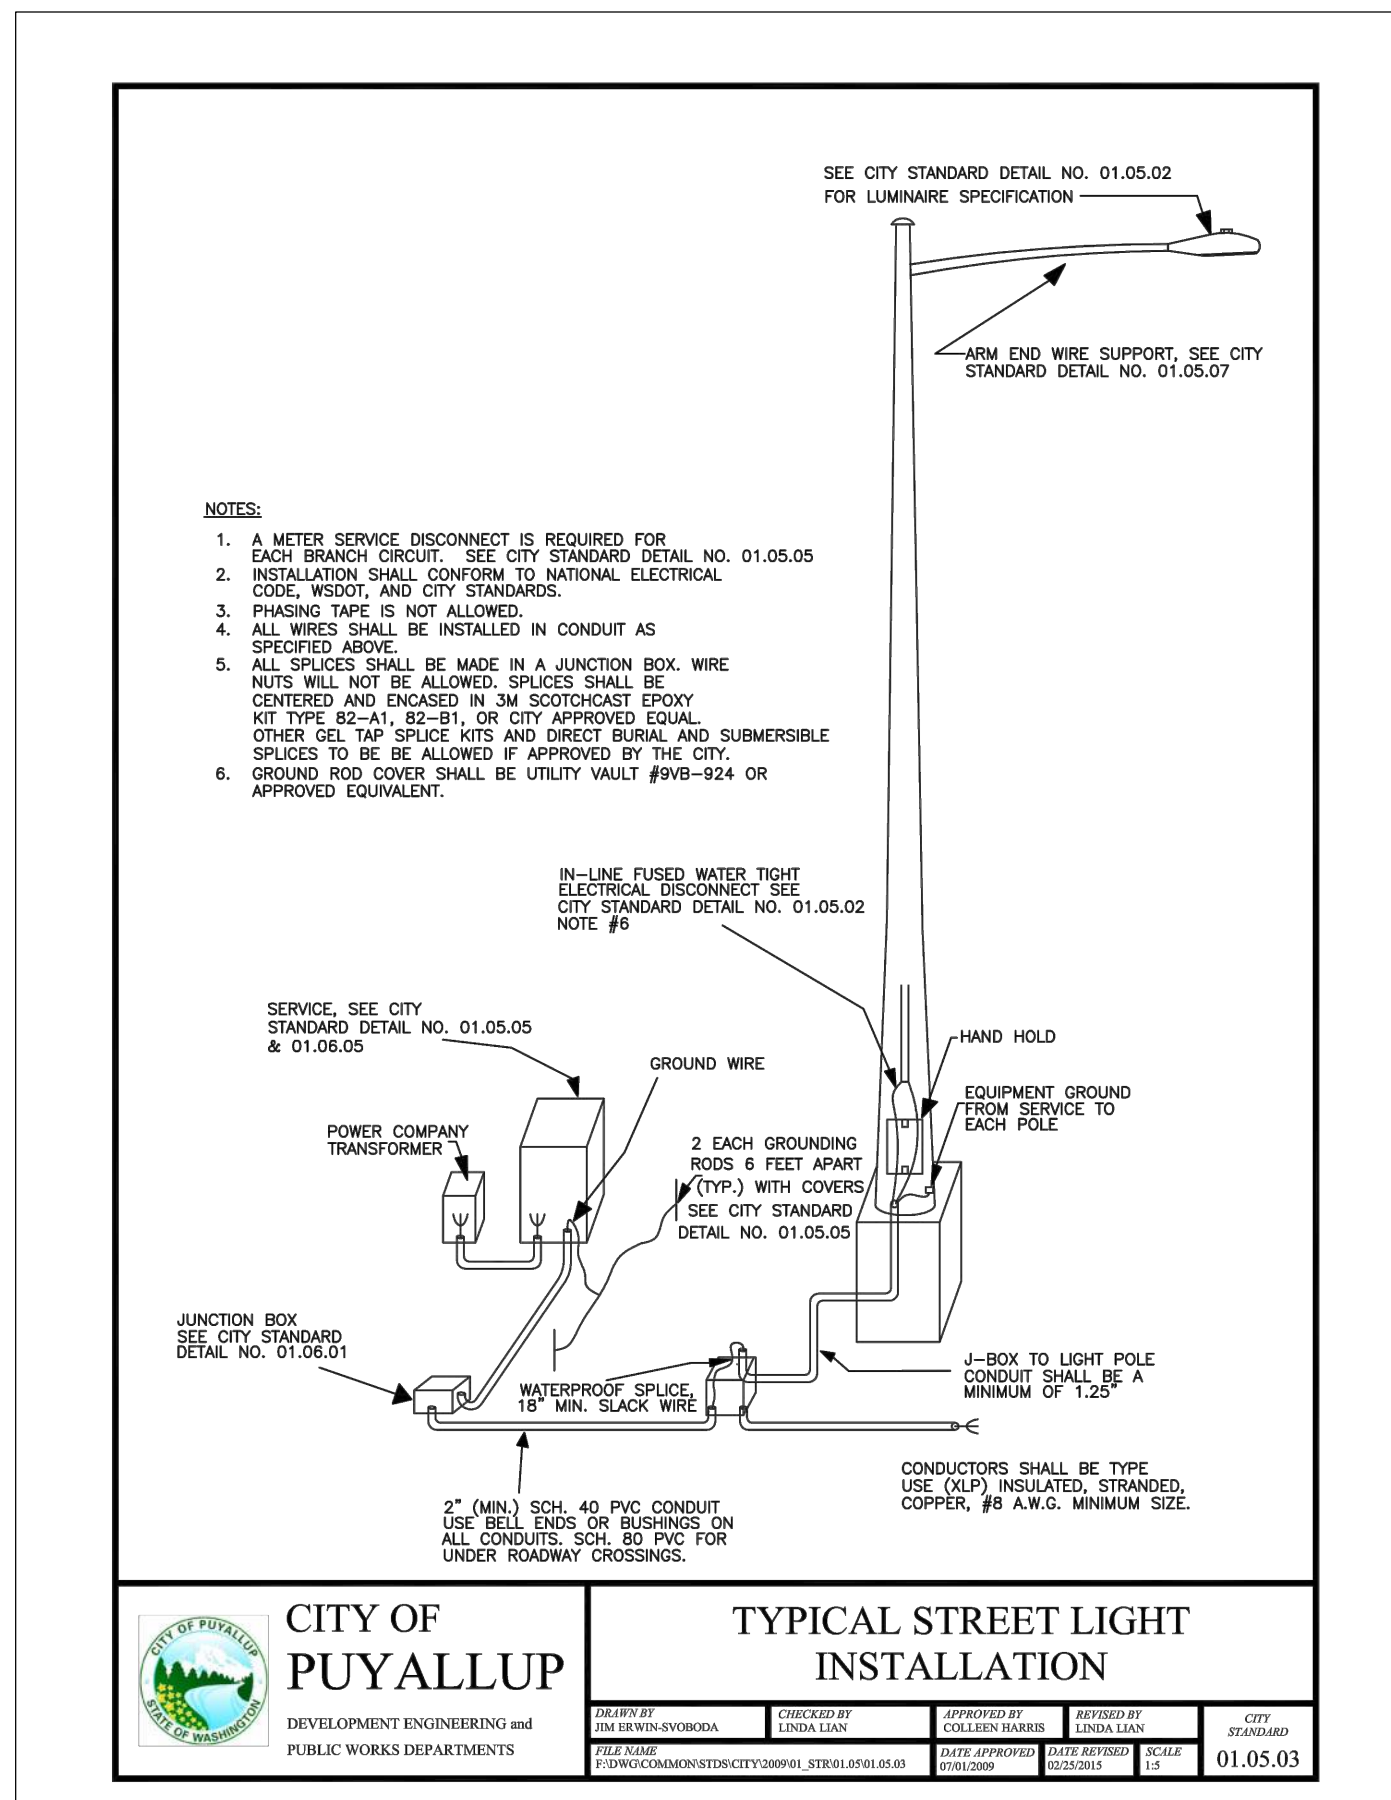 SEE CITY STANDARD DETAIL NO. 01.05.02
FOR LUMINAIRE SPECIFICATION
ARM END WIRE SUPPORT, SEE CITY
STANDARD DETAIL NO. 01.05.07
NOTES:
1. A METER SERVICE DISCONNECT IS REQUIRED FOR
EACH BRANCH CIRCUIT. SEE CITY STANDARD DETAIL NO. 01.05.05
2. INSTALLATION SHALL CONFORM TO NATIONAL ELECTRICAL
CODE, WSDOT, AND CITY STANDARDS.
3. PHASING TAPE IS NOT ALLOWED.
4. ALL WIRES SHALL BE INSTALLED IN CONDUIT AS
SPECIFIED ABOVE.
5. ALL SPLICES SHALL BE MADE IN A JUNCTION BOX. WIRE
NUTS WILL NOT BE ALLOWED. SPLICES SHALL BE
CENTERED AND ENCASED IN 3M SCOTCHCAST EPOXY
KIT TYPE 82-A1, 82-B1, OR CITY APPROVED EQUAL.
OTHER GEL TAP SPLICE KITS AND DIRECT BURIAL AND SUBMERSIBLE
SPLICES TO BE BE ALLOWED IF APPROVED BY THE CITY.
6. GROUND ROD COVER SHALL BE UTILITY VAULT #9VB-924 OR
APPROVED EQUIVALENT.
IN-LINE FUSED WATER TIGHT
ELECTRICAL DISCONNECT SEE
CITY STANDARD DETAIL NO. 01.05.02
NOTE #6
SERVICE, SEE CITY
STANDARD DETAIL NO. 01.05.05
& 01.06.05
GROUND WIRE
HAND HOLD
EQUIPMENT GROUND
FROM SERVICE TO
EACH POLE
POWER COMPANY
TRANSFORMER
2 EACH GROUNDING
RODS 6 FEET APART
(TYP.) WITH COVERS
SEE CITY STANDARD
DETAIL NO. 01.05.05
JUNCTION BOX
SEE CITY STANDARD
DETAIL NO. 01.06.01
WATERPROOF SPLICE,
18" MIN. SLACK WIRE
J-BOX TO LIGHT POLE
CONDUIT SHALL BE A
MINIMUM OF 1.25"
CONDUCTORS SHALL BE TYPE
USE (XLP) INSULATED, STRANDED,
COPPER, #8 A.W.G. MINIMUM SIZE.
2" (MIN.) SCH. 40 PVC CONDUIT
USE BELL ENDS OR BUSHINGS ON
ALL CONDUITS. SCH. 80 PVC FOR
UNDER ROADWAY CROSSINGS.
CITY OF PUYALLUP
STATE OF WASHINGTON
CITY OF
PUYALLUP
DEVELOPMENT ENGINEERING and
PUBLIC WORKS DEPARTMENTS
TYPICAL STREET LIGHT
INSTALLATION
DRAWN BY
JIM ERWIN-SVOBODA
CHECKED BY
LINDA LIAN
APPROVED BY
COLLEEN HARRIS
REVISED BY
LINDA LIAN
FILE NAME
F:\DWG\COMMON\STDS\CITY\2009\01_STR\01.05\01.05.03
DATE APPROVED
07/01/2009
DATE REVISED
02/25/2015
SCALE
1:5
CITY
STANDARD
01.05.03